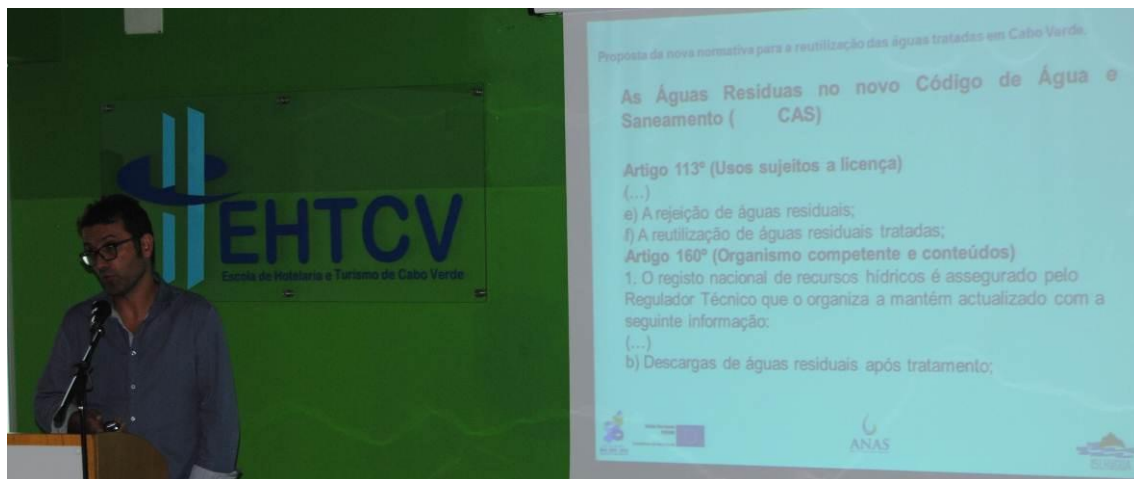 EHTCV
Escola de Hotelaria e Turismo de Cabo Verde
Proposta de nova normativa para a reutilização das águas tratadas em Cabo Verde.
As Águas Residuas no novo Código de Água e
Saneamento ( CAS)
Artigo 113º (Usos sujeitos a licença)
(...)
e) A rejeição de águas residuais;
f) A reutilização de águas residuais tratadas;
Artigo 160º (Organismo competente e conteúdos)
1. O registo nacional de recursos hídricos é assegurado pelo
Regulador Técnico que o organiza a mantém actualizado com a
seguinte informação:
(...)
b) Descargas de águas residuais após tratamento;
ANAS